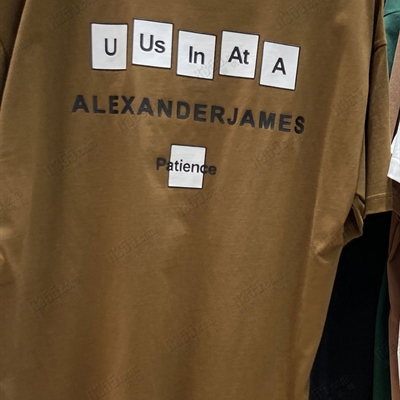 U Us In At A
ALEXANDERJAMES
Patience